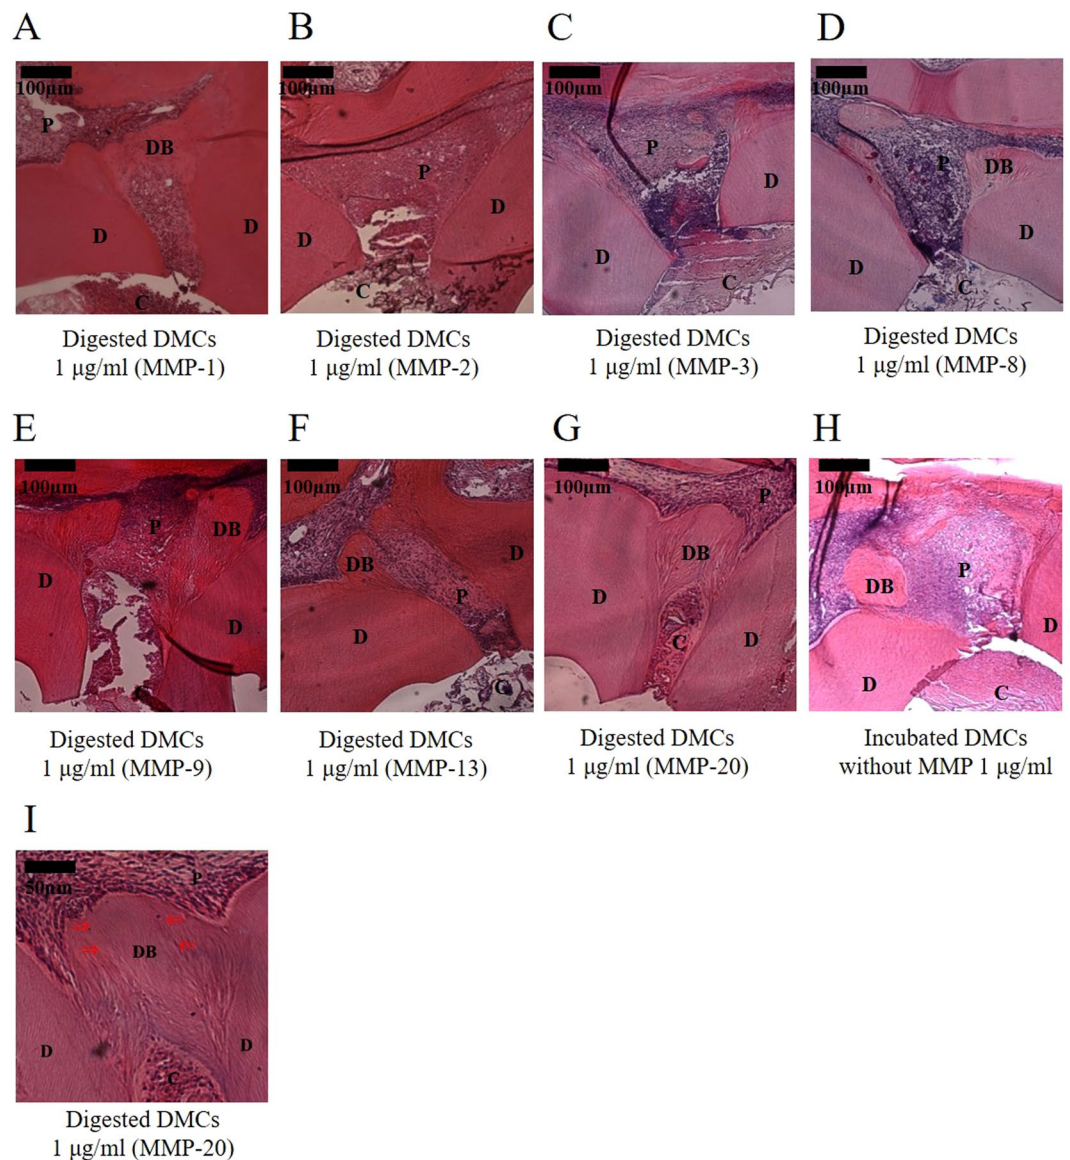 A
B
C
D
100μm
P
DB
D
D
C
100μm
P
D
D
C
100μm
P
D
D
100μm
P
DB
D
D
C
Digested DMCs
1 μg/ml (MMP-1)
Digested DMCs
1 μg/ml (MMP-2)
Digested DMCs
1 μg/ml (MMP-3)
Digested DMCs
1 μg/ml (MMP-8)
E
F
G
H
100μm
P
DB
D
D
100μm
DB
D
P
D
C
100μm
P
DB
D
D
C
100μm
DB
P
D
D
C
Digested DMCs
1 μg/ml (MMP-9)
Digested DMCs
1 μg/ml (MMP-13)
Digested DMCs
1 μg/ml (MMP-20)
Incubated DMCs
without MMP 1 μg/ml
I
50μm
P
DB
D
D
C
Digested DMCs
1 μg/ml (MMP-20)